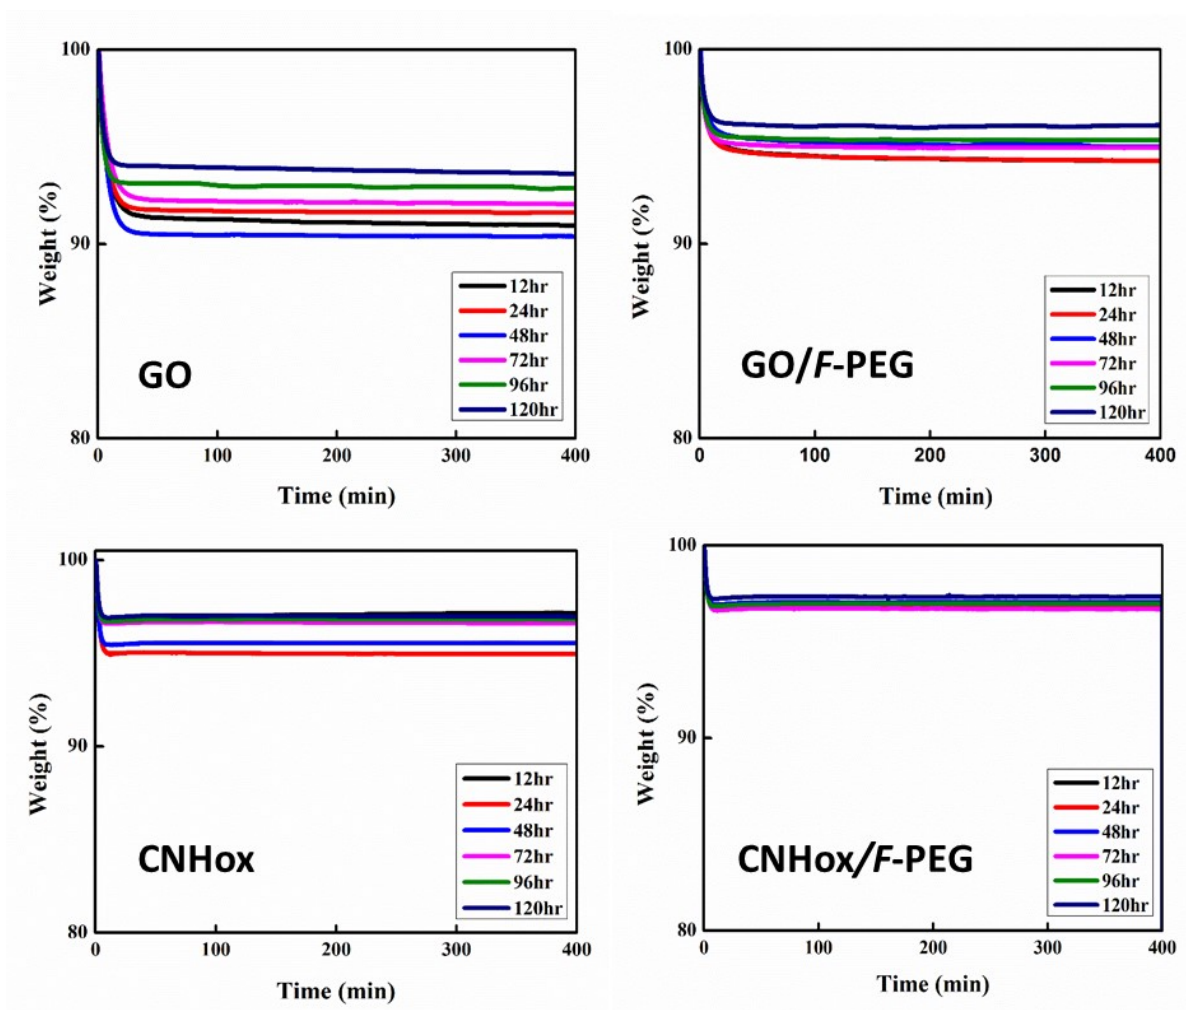 100
90
80
Weight (%)
12hr
24hr
48hr
72hr
96hr
120hr
GO
0 100 200 300 400
Time (min)
100
90
80
Weight (%)
12hr
24hr
48hr
72hr
96hr
120hr
GO/F-PEG
0 100 200 300 400
Time (min)
100
90
80
Weight (%)
12hr
24hr
48hr
72hr
96hr
120hr
CNHox
0 100 200 300 400
Time (min)
100
90
80
Weight (%)
12hr
24hr
48hr
72hr
96hr
120hr
CNHox/F-PEG
0 100 200 300 400
Time (min)